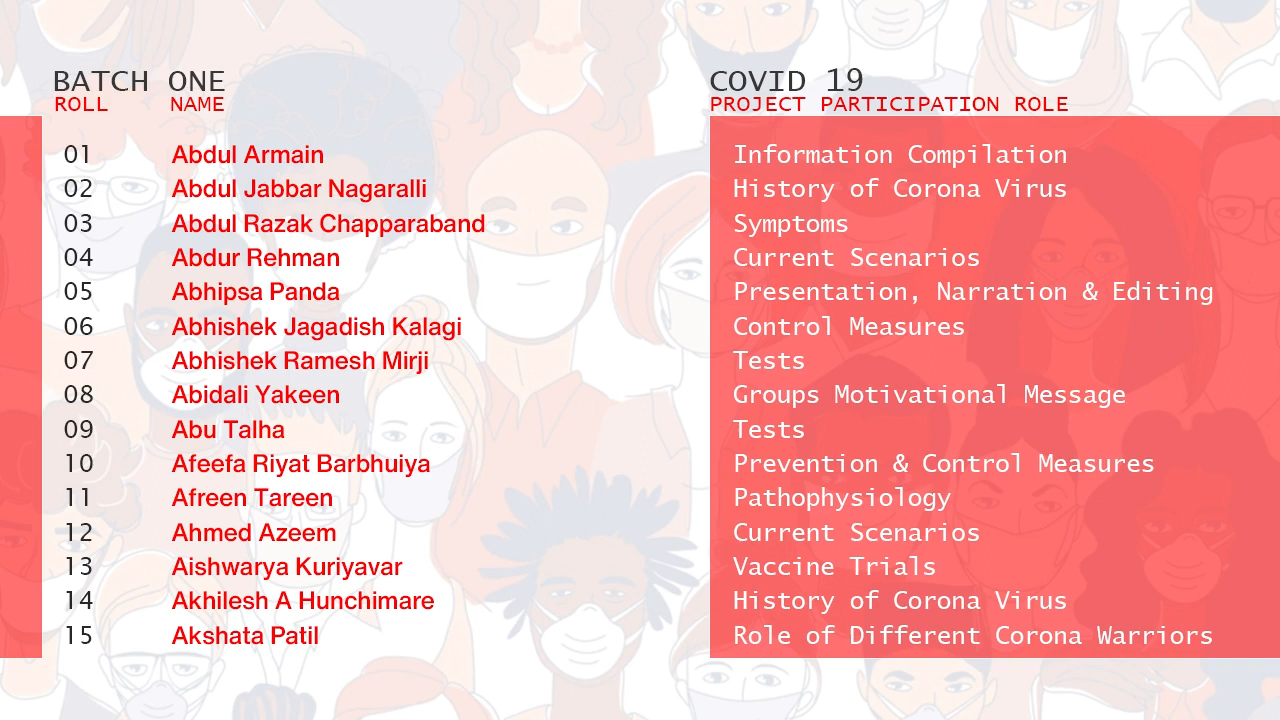 BATCH ONE COVID 19
ROLL NAME PROJECT PARTICIPATION ROLE
01 Abdul Armain Information Compilation
02 Abdul Jabbar Nagaralli History of Corona Virus
03 Abdul Razak Chapparaband Symptoms
04 Abdur Rehman Current Scenarios
05 Abhipsa Panda Presentation, Narration & Editing
06 Abhishek Jagadish Kalagi Control Measures
07 Abhishek Ramesh Mirji Tests
08 Abidali Yakeen Groups Motivational Message
09 Abu Talha Tests
10 Afeefa Riyat Barbhuiya Prevention & Control Measures
11 Afreen Tareen Pathophysiology
12 Ahmed Azeem Current Scenarios
13 Aishwarya Kuriyavar Vaccine Trials
14 Akhilesh A Hunchimare History of Corona Virus
15 Akshata Patil Role of Different Corona Warriors